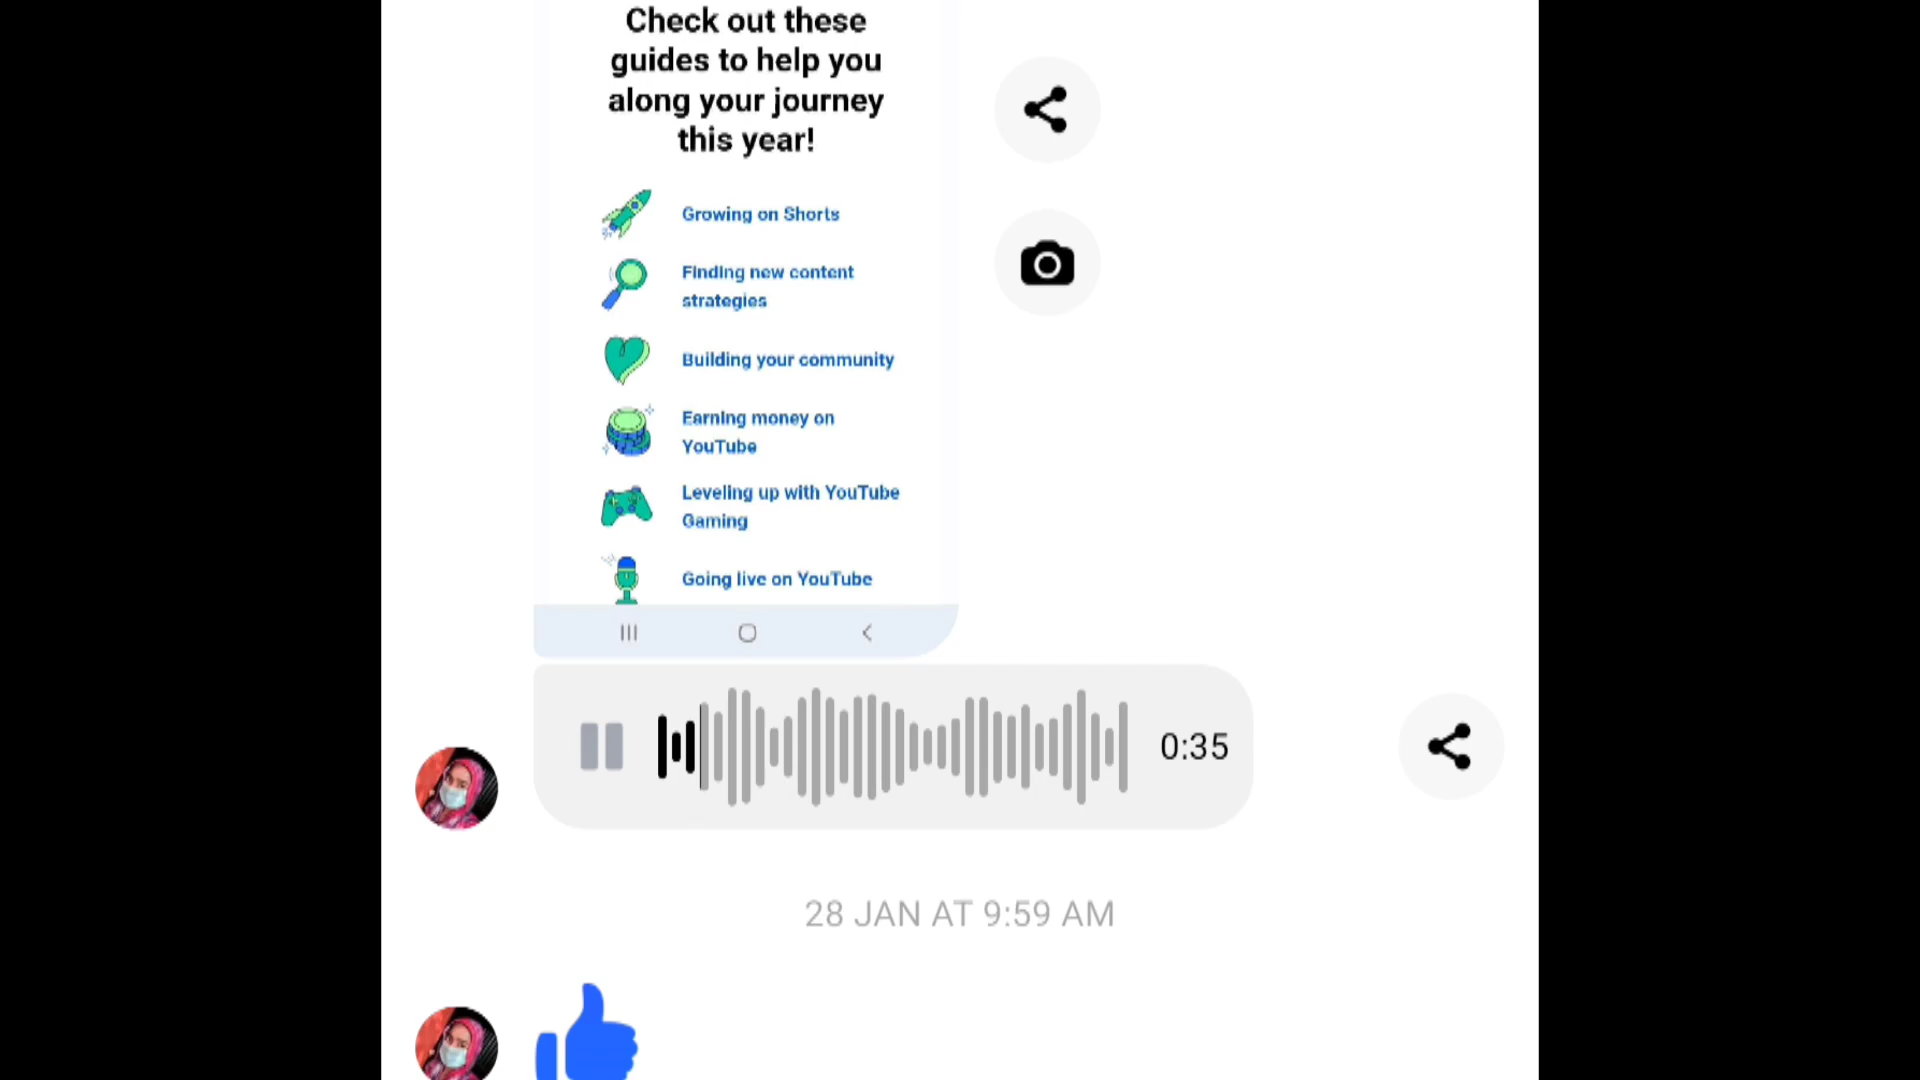 Check out these
guides to help you
along your journey
this year!
Growing on Shorts
Finding new content
strategies
Building your community
Earning money on
YouTube
Leveling up with YouTube
Gaming
Going live on YouTube
0:35
28 JAN AT 9:59 AM